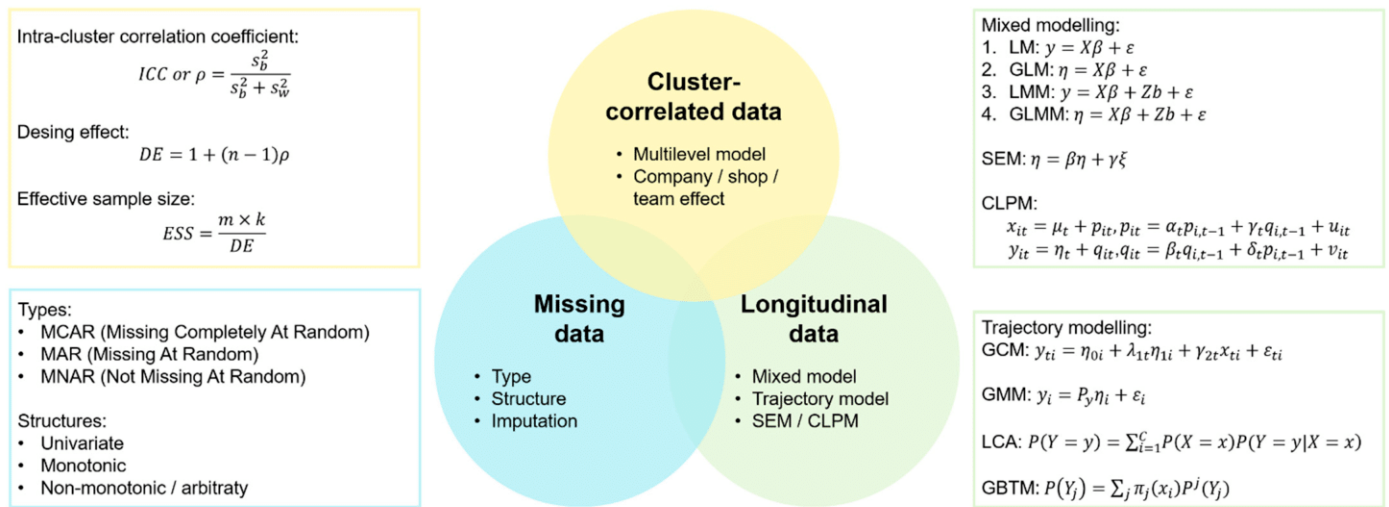 Intra-cluster correlation coefficient:
ICC or ρ = s_b^2 / (s_b^2 + s_w^2)
Desing effect:
DE = 1 + (n − 1)ρ
Effective sample size:
ESS = (m × k) / DE
Types:
• MCAR (Missing Completely At Random)
• MAR (Missing At Random)
• MNAR (Not Missing At Random)
Structures:
• Univariate
• Monotonic
• Non-monotonic / arbitraty
Cluster-
correlated data
• Multilevel model
• Company / shop /
team effect
Missing
data
• Type
• Structure
• Imputation
Longitudinal
data
• Mixed model
• Trajectory model
• SEM / CLPM
Mixed modelling:
1. LM: y = Xβ + ε
2. GLM: η = Xβ + ε
3. LMM: y = Xβ + Zb + ε
4. GLMM: η = Xβ + Zb + ε
SEM: η = βη + γξ
CLPM:
x_it = μ_t + p_it, p_it = α_t p_i,t−1 + γ_t q_i,t−1 + u_it
y_it = η_t + q_it, q_it = β_t q_i,t−1 + δ_t p_i,t−1 + v_it
Trajectory modelling:
GCM: y_ti = η_0i + λ_1t η_1i + γ_2t x_ti + ε_ti
GMM: y_i = P_y η_i + ε_i
LCA: P(Y = y) = ∑_{i=1}^{C} P(X = x)P(Y = y|X = x)
GBTM: P(Y_j) = ∑_j π_j(x_i)P^j(Y_j)